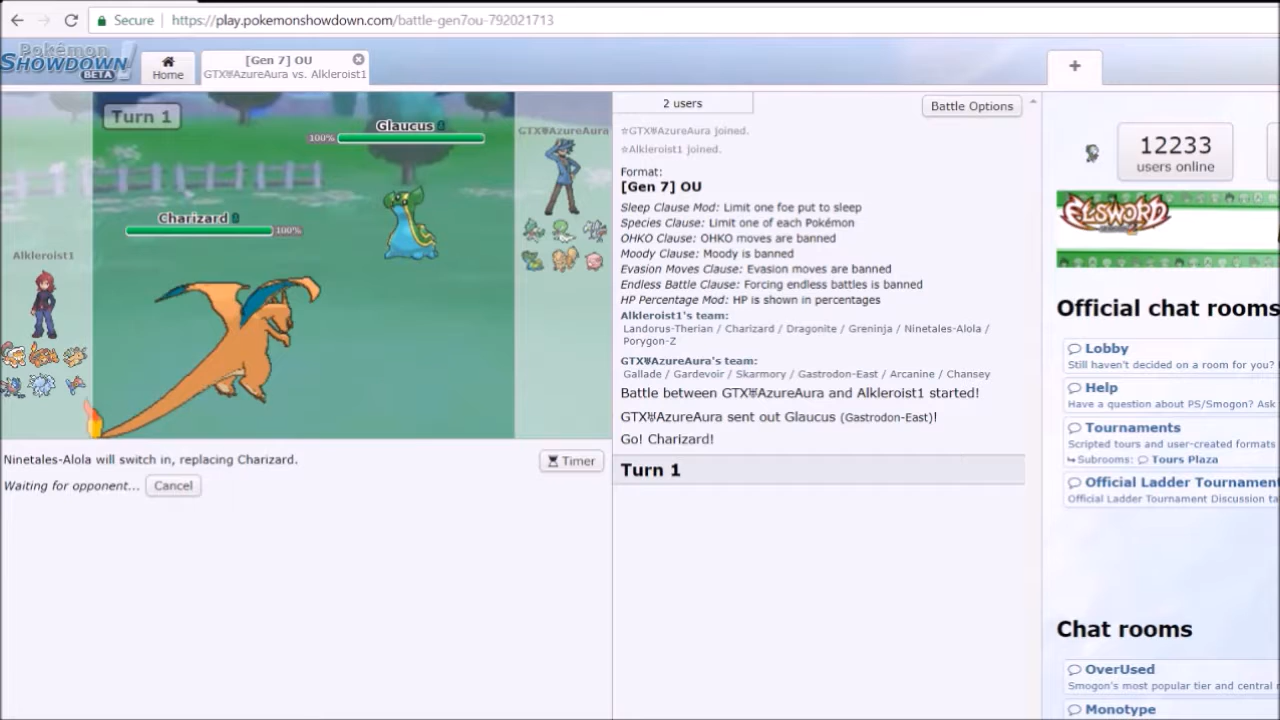 Secure https://play.pokemonshowdown.com/battle-gen7ou-792021713
Pokémon
SHOWDOWN!
BETA
Home
[Gen 7] OU
GTX♅AzureAura vs. Alkleroist1
+
Turn 1
Glaucus
100%
Charizard
100%
GTX♅AzureAura
Alkleroist1
Ninetales-Alola will switch in, replacing Charizard.
Timer
Waiting for opponent... Cancel
2 users
Battle Options
☆GTX♅AzureAura joined.
☆Alkleroist1 joined.
Format:
[Gen 7] OU
Sleep Clause Mod: Limit one foe put to sleep
Species Clause: Limit one of each Pokémon
OHKO Clause: OHKO moves are banned
Moody Clause: Moody is banned
Evasion Moves Clause: Evasion moves are banned
Endless Battle Clause: Forcing endless battles is banned
HP Percentage Mod: HP is shown in percentages
Alkleroist1's team:
Landorus-Therian / Charizard / Dragonite / Greninja / Ninetales-Alola /
Porygon-Z
GTX♅AzureAura's team:
Gallade / Gardevoir / Skarmory / Gastrodon-East / Arcanine / Chansey
Battle between GTX♅AzureAura and Alkleroist1 started!
GTX♅AzureAura sent out Glaucus (Gastrodon-East)!
Go! Charizard!
Turn 1
12233
users online
ELSWORD
Official chat rooms
Lobby
Still haven't decided on a room for you?
Help
Have a question about PS/Smogon? Ask
Tournaments
Scripted tours and user-created formats
↳Subrooms: Tours Plaza
Official Ladder Tournament
Official Ladder Tournament Discussion ta
Chat rooms
OverUsed
Smogon's most popular tier and central
Monotype